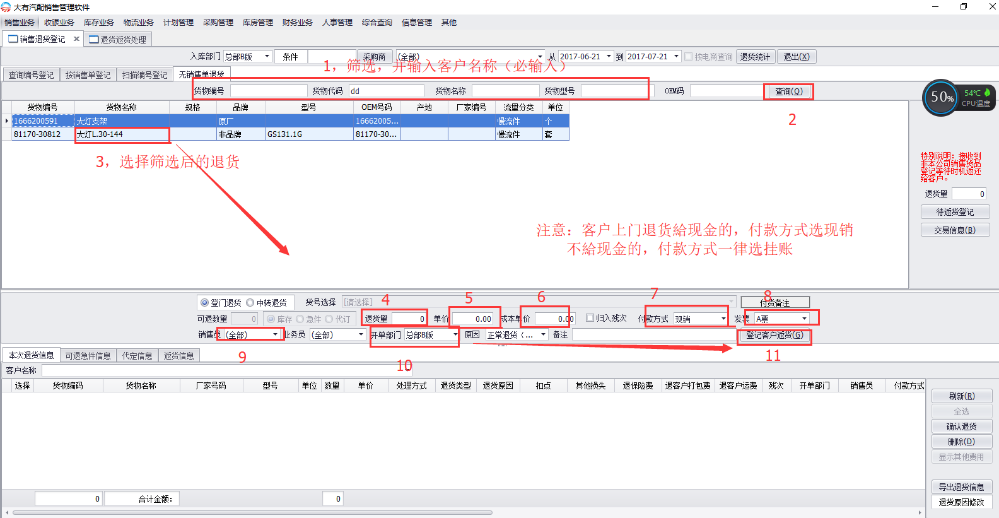 大有汽配销售管理软件
销售业务 收银业务 库存业务 物流业务 计划管理 采购管理 库房管理 财务业务 人事管理 综合查询 信息管理 其他
销售退货登记 退货返货处理
入库部门 总部B版 条件 采购商 (全部) 从 2017-06-21 到 2017-07-21 按电商查询 退货统计 退出(X)
1，筛选，并输入客户名称（必输入）
查询编号登记 按销售单登记 扫描编号登记 无销售单退货
货物编号 货物代码 dd 货物名称 货物型号 OEM码 查询(Q)
50% 54℃
CPU温度
2
货物编号 货物名称 规格 品牌 型号 OEM号码 产地 厂家编号 流量分类 单位
1666200591 大灯支架 原厂 16662005... 慢流件 个
81170-30812 大灯L.30-144 非品牌 GS131.1G 81170-30... 慢流件 套
3，选择筛选后的退货
特别说明：接收到
非本公司销售货品
登记等待时机返还
给客户。
退货量 0
待返货登记
交易信息(B)
注意：客户上门退货給现金的，付款方式选现销
不給现金的，付款方式一律选挂账
4 5 6 7 8
登门退货 中转退货 货号选择 [请选择] 付货备注
可退数量 0 库存 急件 代订 退货量 0 单价 0.00 成本单价 0.00 归入残次 付款方式 现销 发票 A票
销售员 (全部) 业务员 (全部) 开单部门 总部B版 原因 正常退货（... 备注 登记客户返货(G)
9 10 11
本次退货信息 可退急件信息 代定信息 返货信息
客户名称
选择 货物编码 货物名称 厂家号码 型号 单位 数量 单价 处理方式 退货类型 退货原因 扣点 其他损失 退保险费 退客户打包费 退客户运费 残次 开单部门 销售员 付款方式
刷新(R)
全选
确认退货
删除(D)
显示其他费用
导出退货信息
退货原因修改
0 合计金额： 0